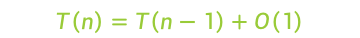 T(n) = T(n − 1) + O(1)